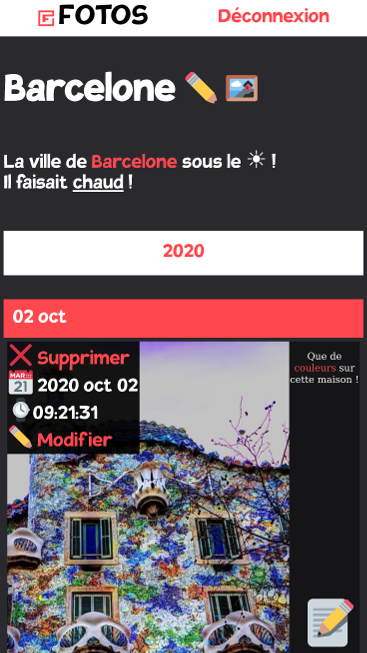 FOTOS
Déconnexion
Barcelone
La ville de Barcelone sous le ☀ !
Il faisait chaud !
2020
02 oct
Supprimer
MAR
21
2020 oct 02
09:21:31
Modifier
Que de
couleurs sur
cette maison !